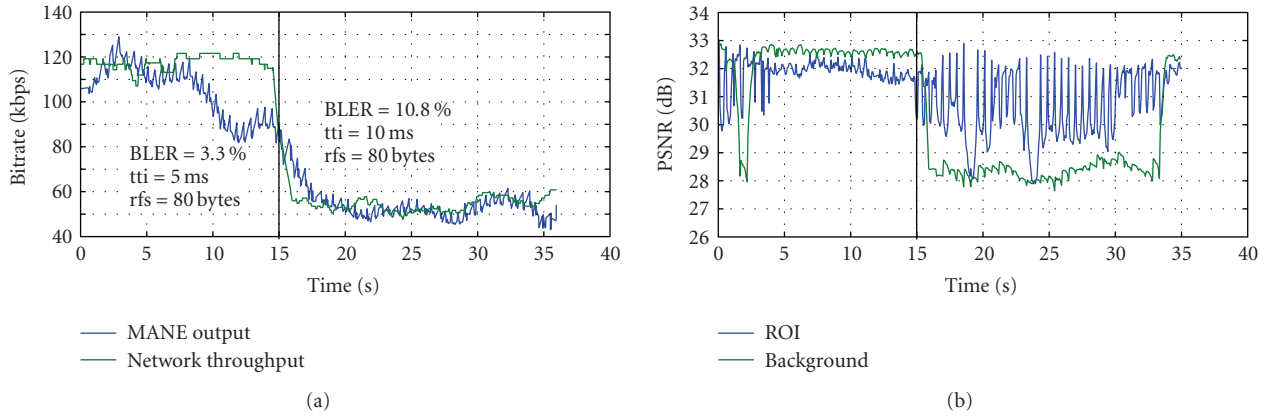 Bitrate (kbps)
140
120
100
80
60
40
0 5 10 15 20 25 30 35 40
Time (s)
BLER = 3.3 %
tti = 5 ms
rfs = 80 bytes
BLER = 10.8 %
tti = 10 ms
rfs = 80 bytes
MANE output
Network throughput
(a)
PSNR (dB)
34
33
32
31
30
29
28
27
26
0 5 10 15 20 25 30 35 40
Time (s)
ROI
Background
(b)